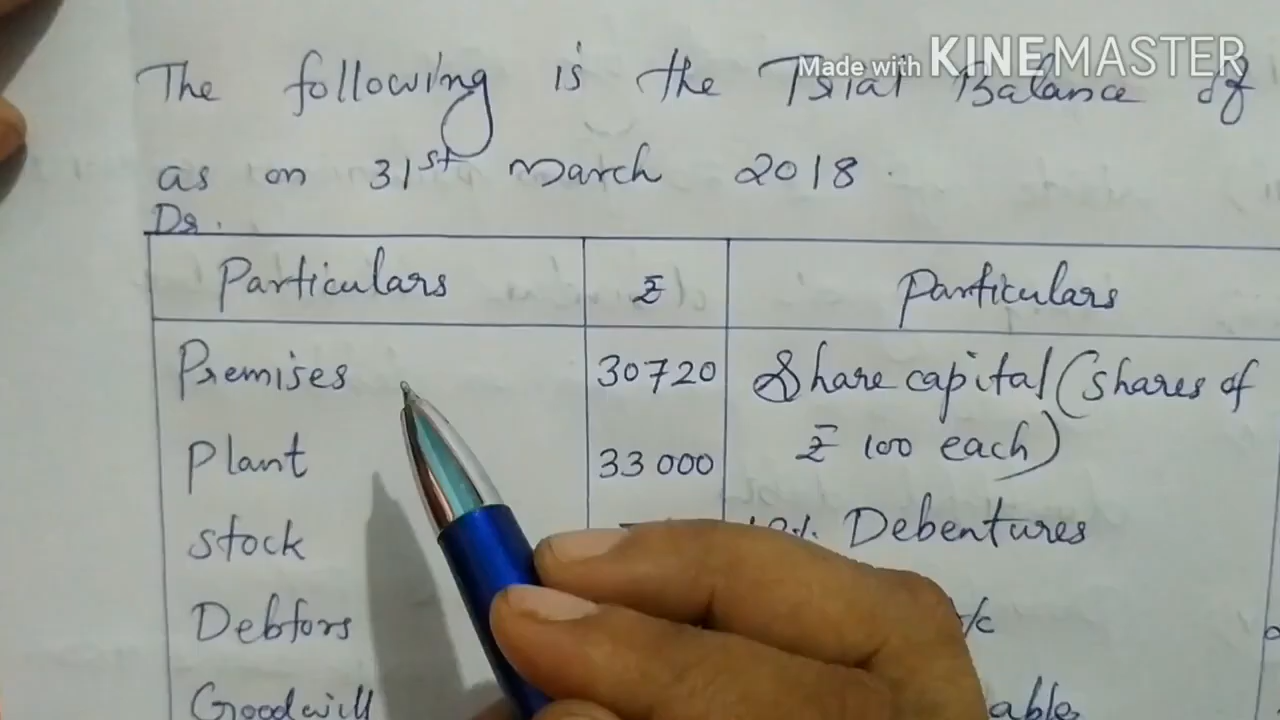 Made with KINEMASTER
The following is the Trial Balance of
as on 31st March 2018.
Dr.
Particulars ₹ Particulars
Premises 30720 Share capital (shares of
₹ 100 each)
Plant 33000
Stock Debentures
Debtors
Goodwill